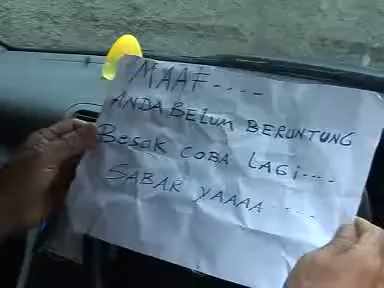 MAAF....
ANDA BELUM BERUNTUNG
BESOK COBA LAGi....
SABAR YAAAA.....